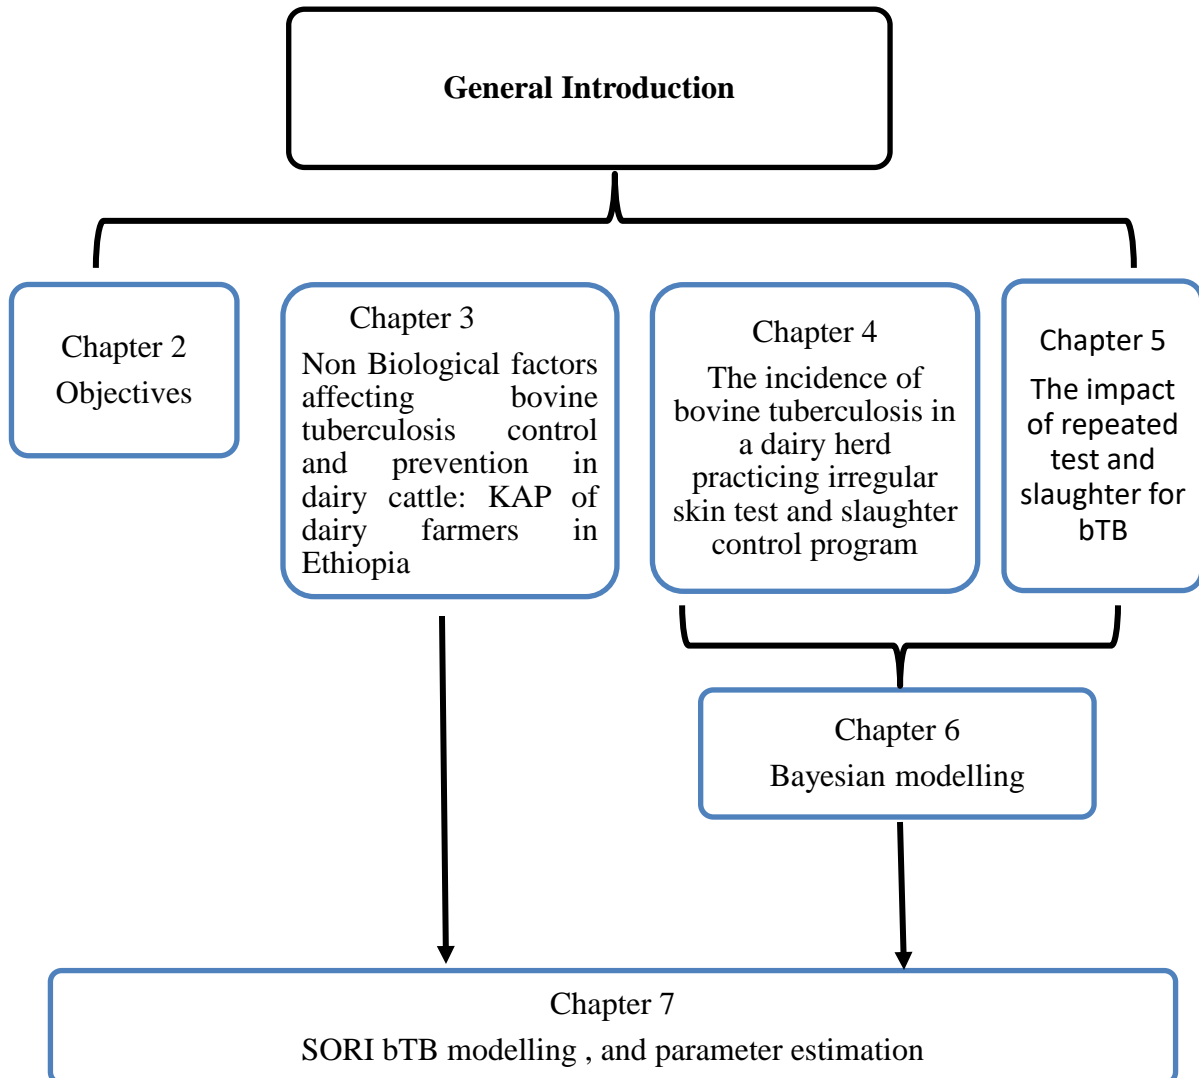 General Introduction
Chapter 2
Objectives
Chapter 3
Non Biological factors
affecting bovine
tuberculosis control
and prevention in
dairy cattle: KAP of
dairy farmers in
Ethiopia
Chapter 4
The incidence of
bovine tuberculosis in
a dairy herd
practicing irregular
skin test and slaughter
control program
Chapter 5
The impact
of repeated
test and
slaughter for
bTB
Chapter 6
Bayesian modelling
Chapter 7
SORI bTB modelling , and parameter estimation